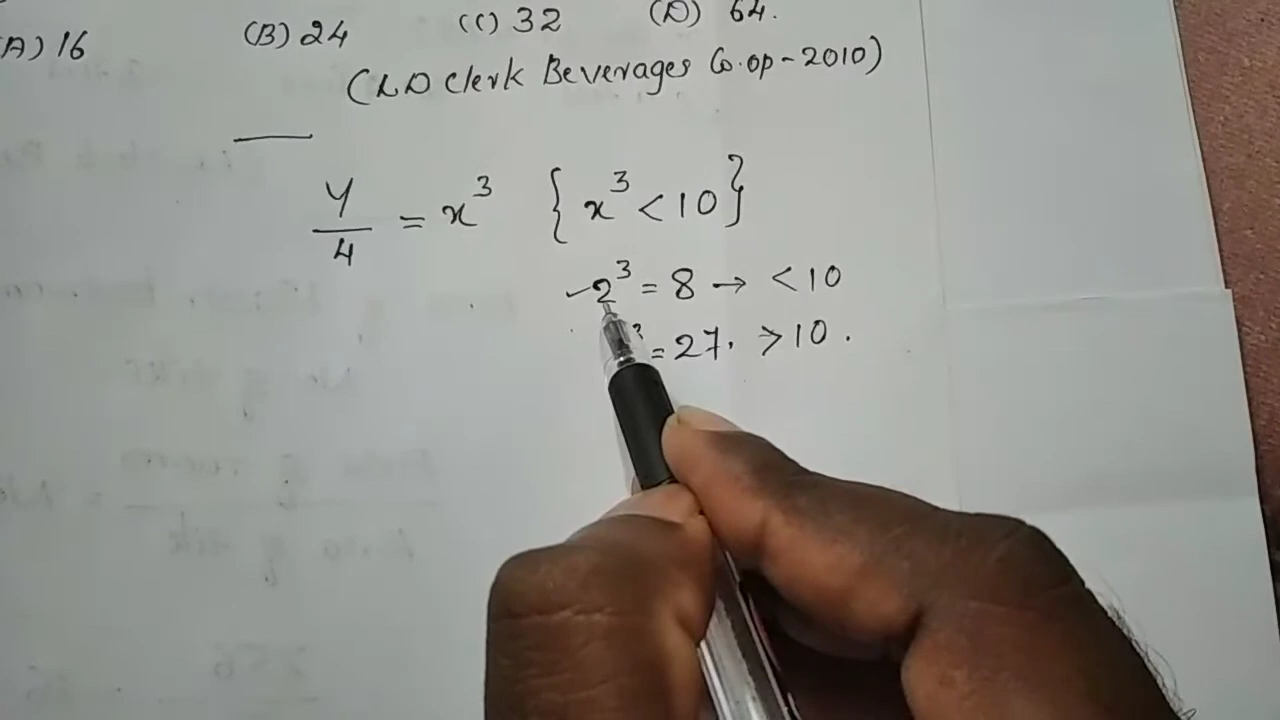 (A) 16 (B) 24 (C) 32 (D) 64.
(LD Clerk Beverages Co.op-2010)
Y/4 = x³ {x³ < 10}
2³ = 8 → < 10
³ = 27. > 10.